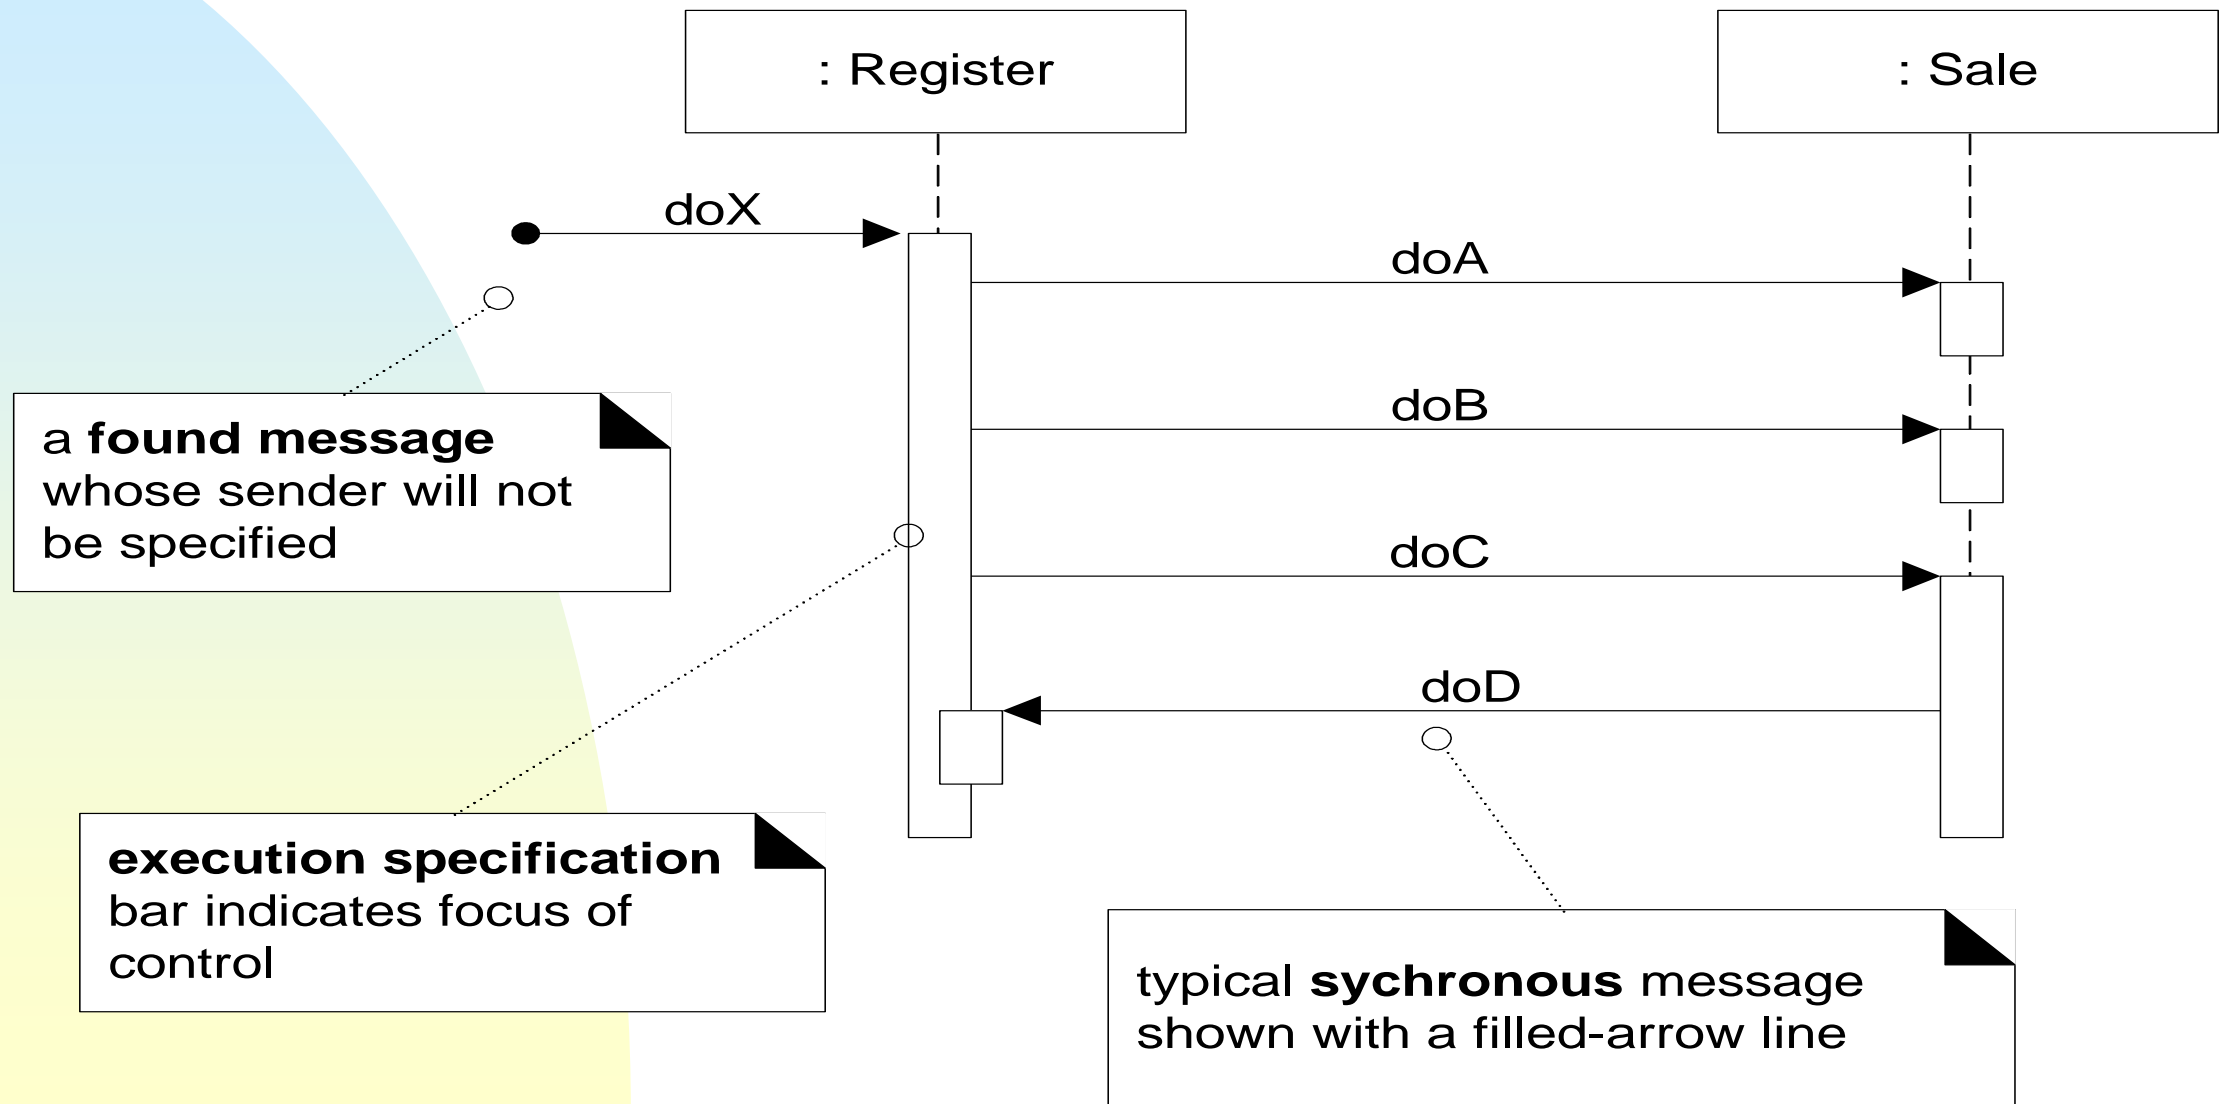 : Register
: Sale
doX
doA
a found message
whose sender will not
be specified
doB
doC
doD
execution specification
bar indicates focus of
control
typical sychronous message
shown with a filled-arrow line